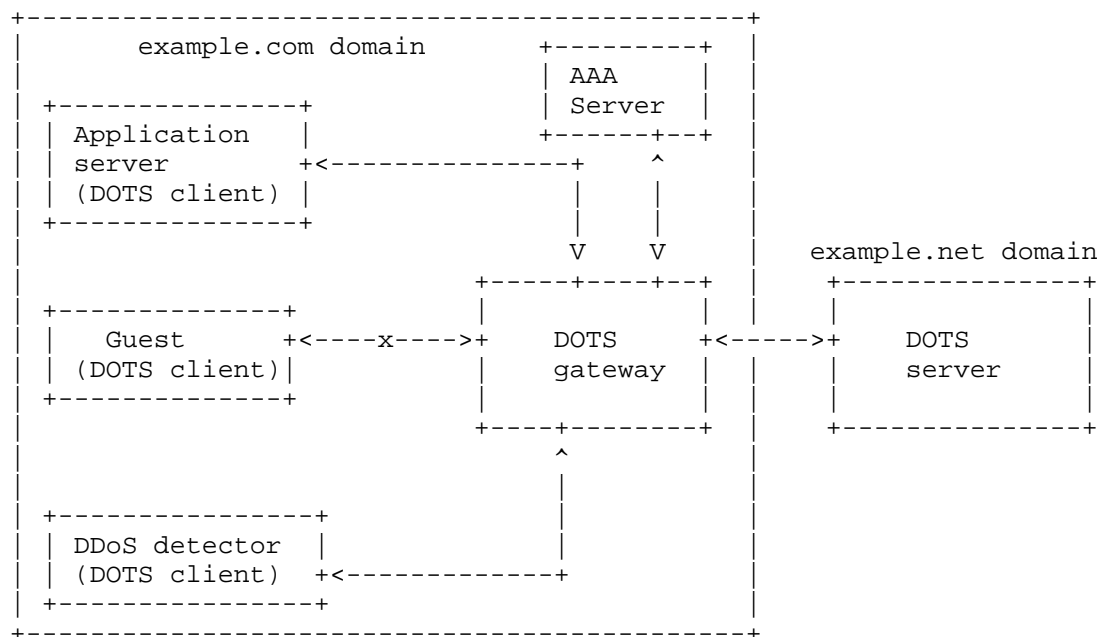 example.com domain
AAA
Server
Application
server
(DOTS client)
example.net domain
Guest
(DOTS client)
x
DOTS
gateway
DOTS
server
DDoS detector
(DOTS client)